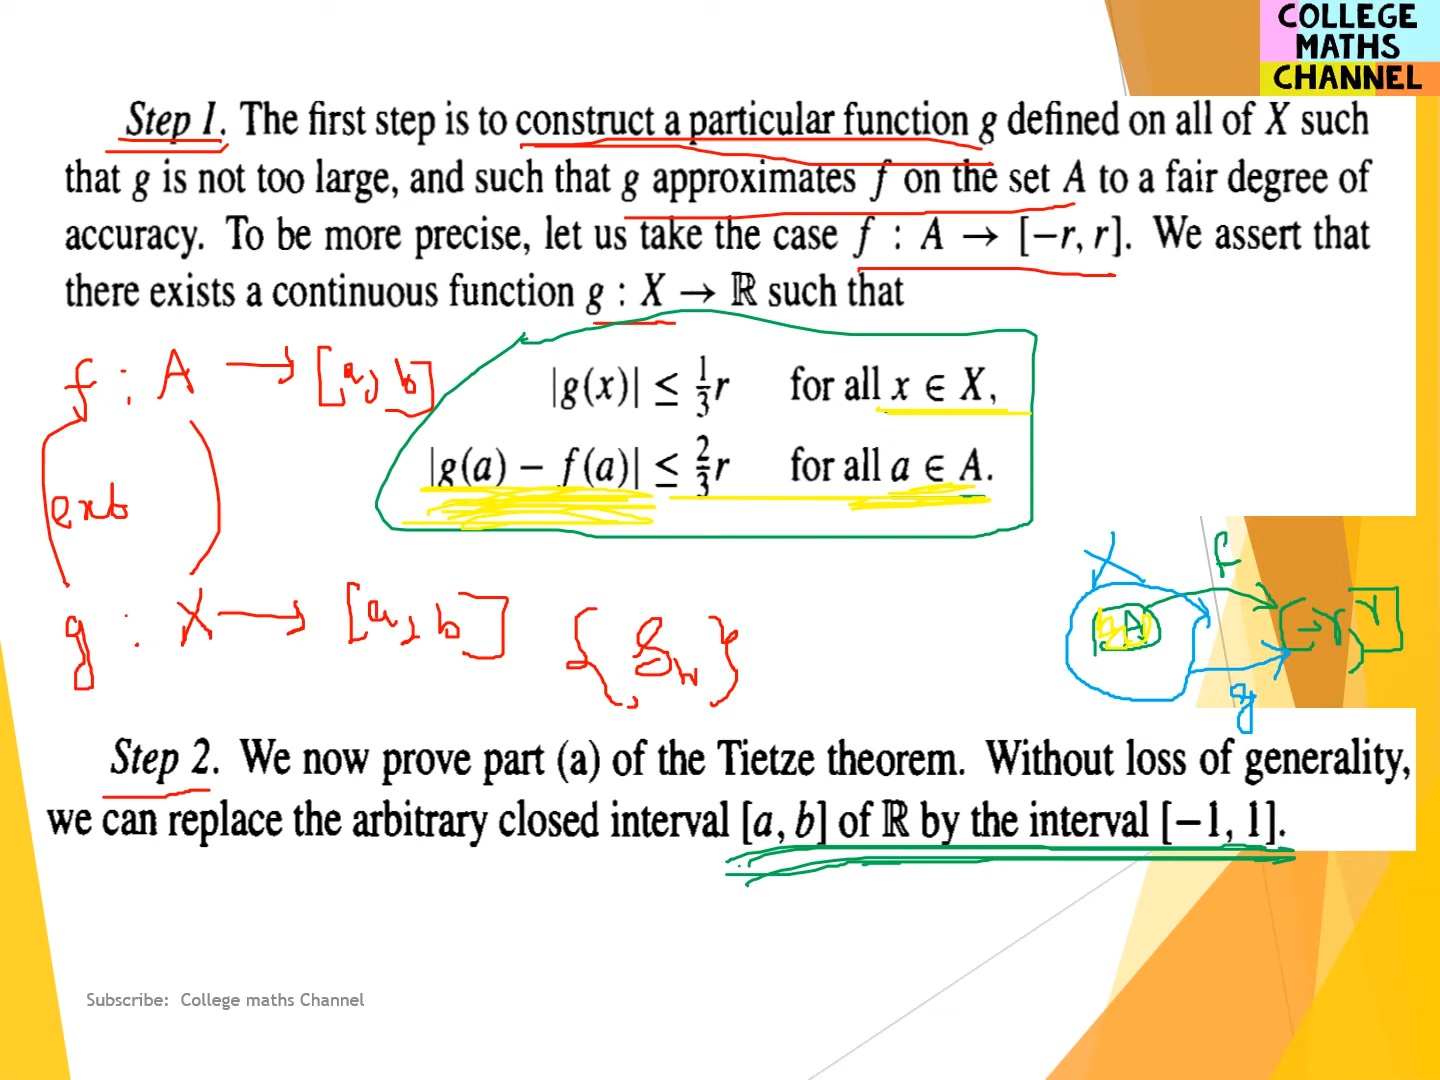 COLLEGE
MATHS
CHANNEL
Step 1. The first step is to construct a particular function g defined on all of X such
that g is not too large, and such that g approximates f on the set A to a fair degree of
accuracy. To be more precise, let us take the case f : A → [−r, r]. We assert that
there exists a continuous function g : X → ℝ such that
|g(x)| ≤ 1/3 r for all x ∈ X,
|g(a) − f(a)| ≤ 2/3 r for all a ∈ A.
f : A → [a, b]
ext
g : X → [a, b]
X
f
A
g
Step 2. We now prove part (a) of the Tietze theorem. Without loss of generality,
we can replace the arbitrary closed interval [a, b] of ℝ by the interval [−1, 1].
Subscribe: College maths Channel